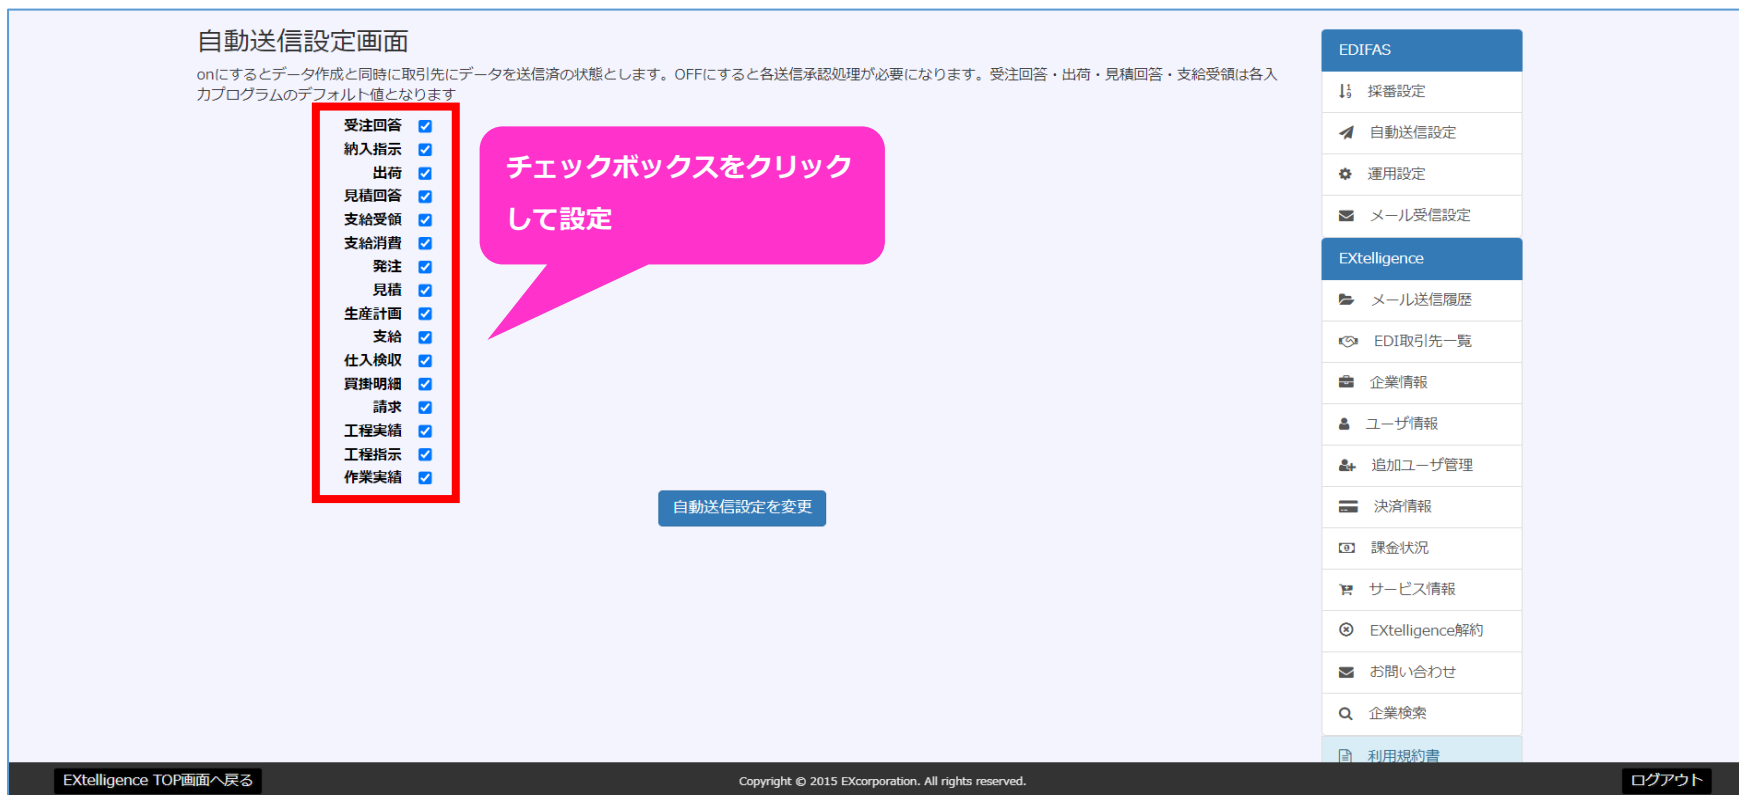 自動送信設定画面
onにするとデータ作成と同時に取引先にデータを送信済の状態とします。OFFにすると各送信承認処理が必要になります。受注回答・出荷・見積回答・支給受領は各入
力プログラムのデフォルト値となります
受注回答
納入指示
出荷
見積回答
支給受領
支給消費
発注
見積
生産計画
支給
仕入検収
買掛明細
請求
工程実績
工程指示
作業実績
チェックボックスをクリック
して設定
自動送信設定を変更
EDIFAS
採番設定
自動送信設定
運用設定
メール受信設定
EXtelligence
メール送信履歴
EDI取引先一覧
企業情報
ユーザ情報
追加ユーザ管理
決済情報
課金状況
サービス情報
EXtelligence解約
お問い合わせ
企業検索
利用規約書
EXtelligence TOP画面へ戻る
Copyright © 2015 EXcorporation. All rights reserved.
ログアウト